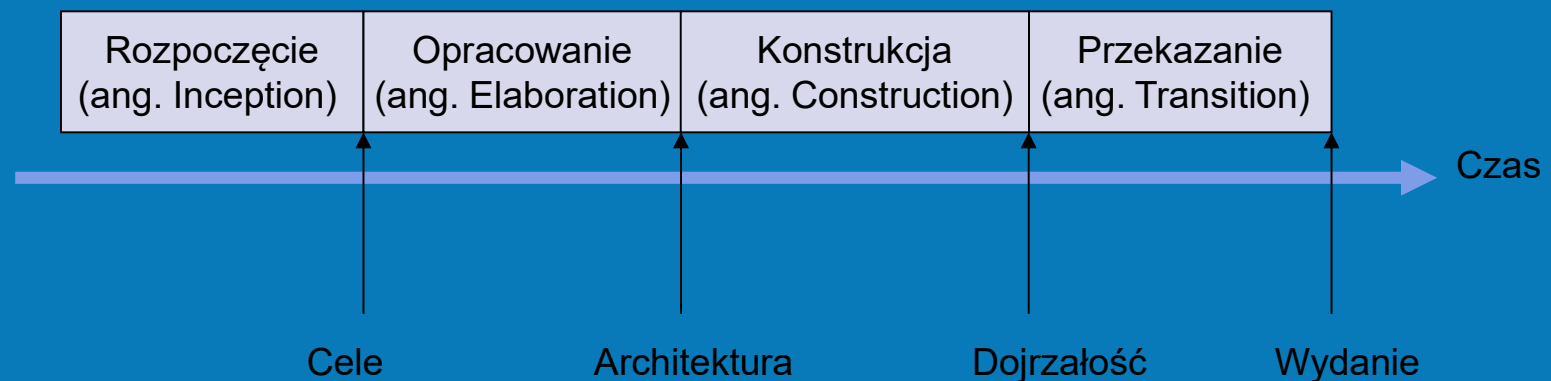 Rozpoczęcie
(ang. Inception)
Opracowanie
(ang. Elaboration)
Konstrukcja
(ang. Construction)
Przekazanie
(ang. Transition)
Czas
Cele
Architektura
Dojrzałość
Wydanie